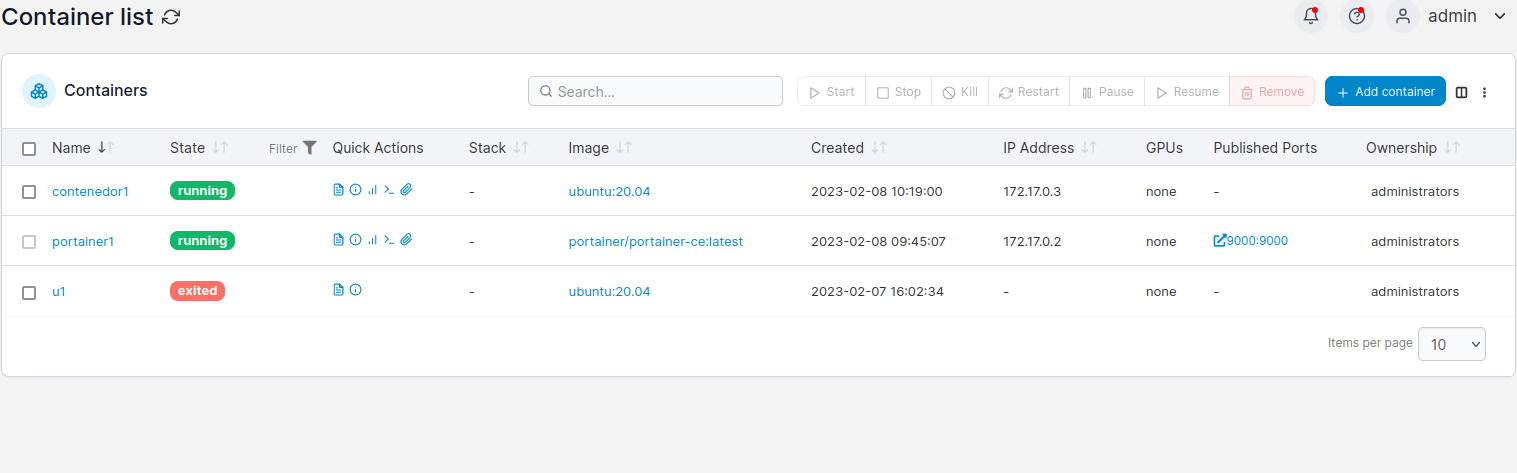 Container list
admin
Containers
Search...
Start Stop Kill Restart Pause Resume Remove
Add container
Name State Filter Quick Actions Stack Image Created IP Address GPUs Published Ports Ownership
contenedor1 running - ubuntu:20.04 2023-02-08 10:19:00 172.17.0.3 none - administrators
portainer1 running - portainer/portainer-ce:latest 2023-02-08 09:45:07 172.17.0.2 none 9000:9000 administrators
u1 exited - ubuntu:20.04 2023-02-07 16:02:34 - none - administrators
Items per page 10